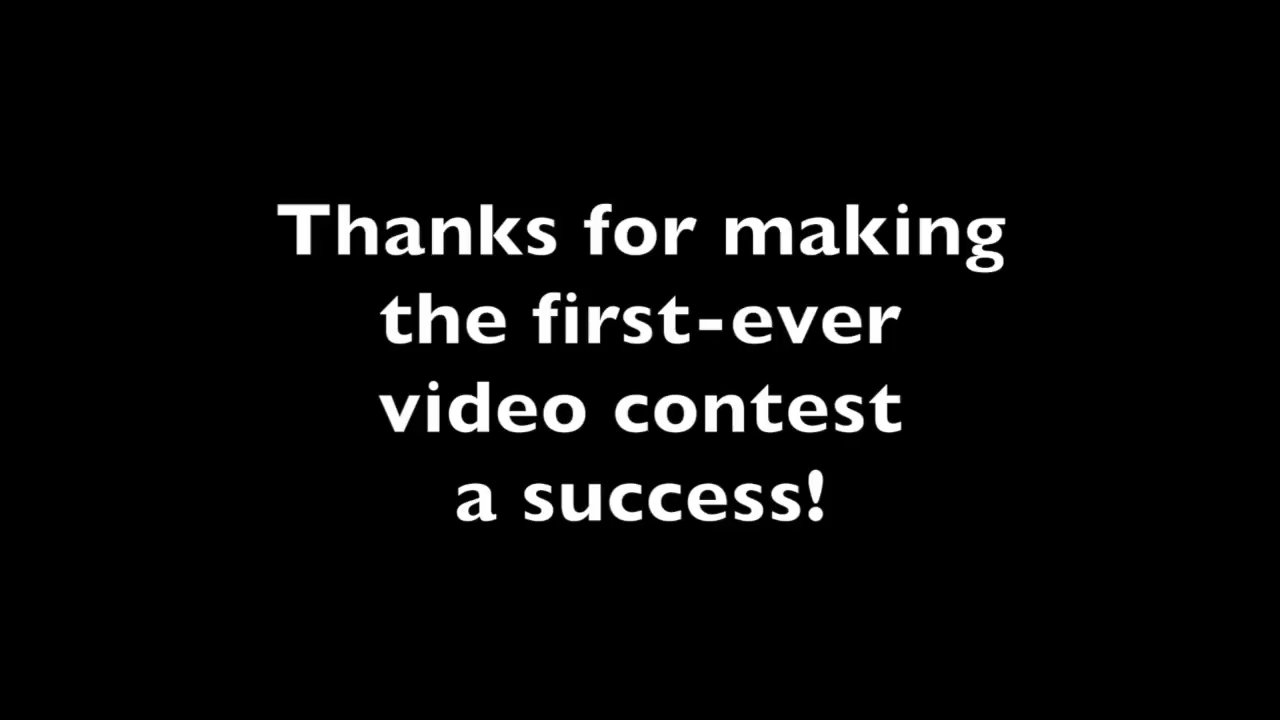 Thanks for making
the first-ever
video contest
a success!